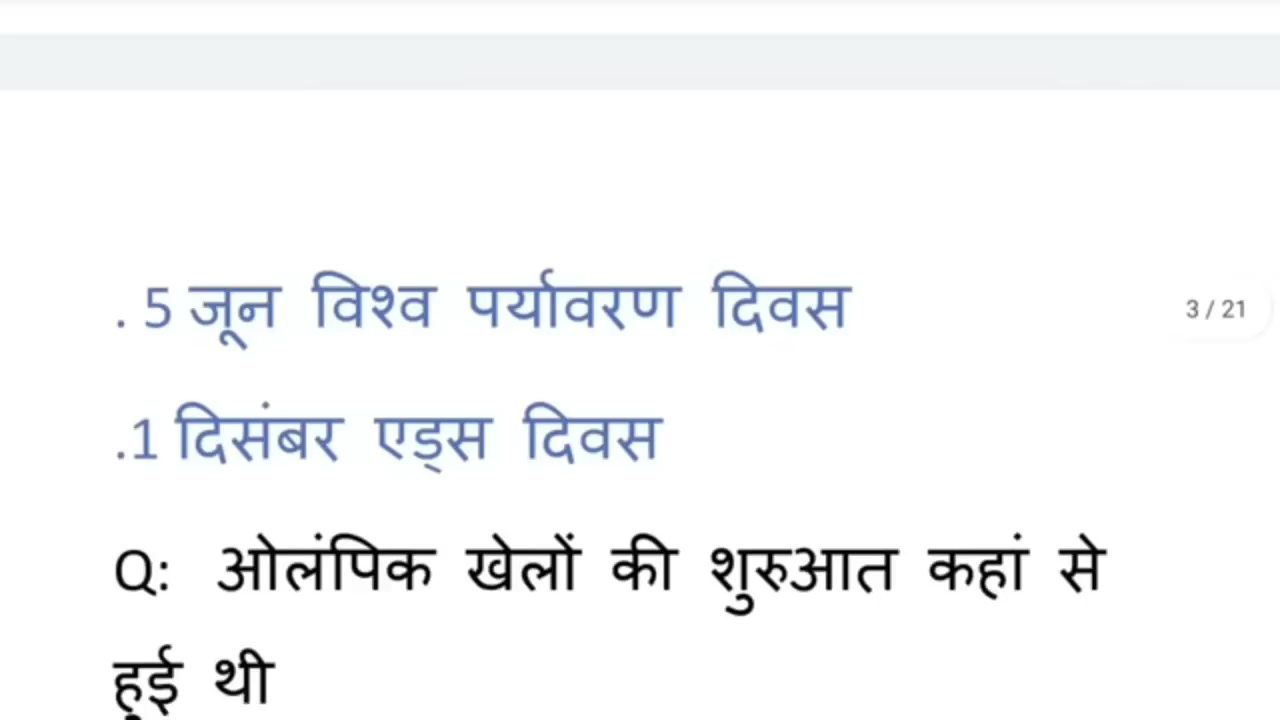 . 5 जून विश्व पर्यावरण दिवस
3 / 21
.1 दिसंबर एड्स दिवस
Q: ओलंपिक खेलों की शुरुआत कहां से
हुई थी